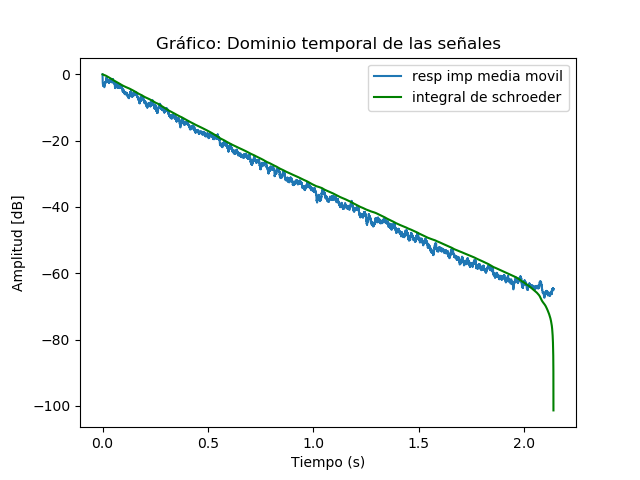 Gráfico: Dominio temporal de las señales
resp imp media movil
integral de schroeder
Amplitud [dB]
0
−20
−40
−60
−80
−100
0.0 0.5 1.0 1.5 2.0
Tiempo (s)